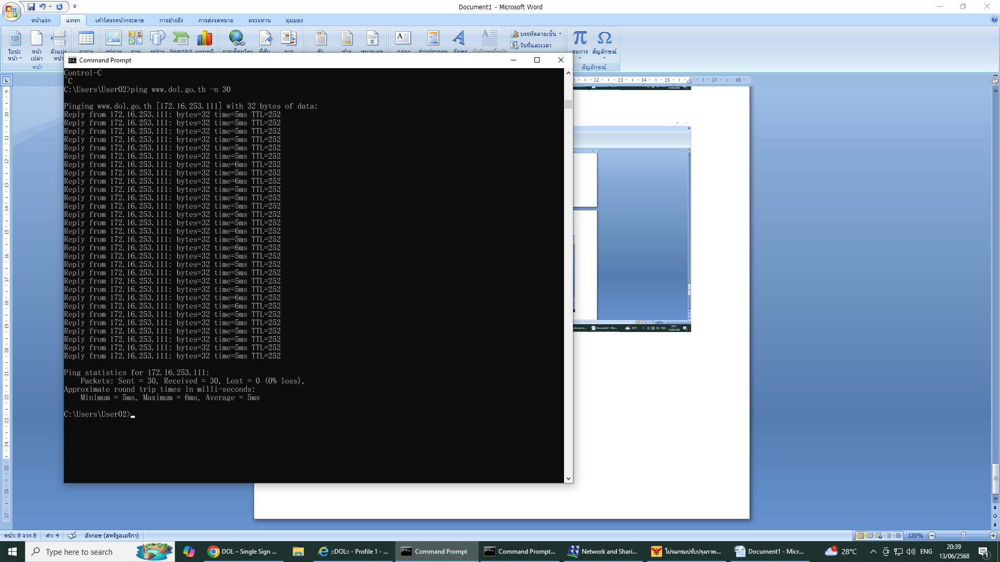 Document1 - Microsoft Word
หน้าแรก
แทรก
เค้าโครงหน้ากระดาษ
การอ้างอิง
การส่งจดหมาย
ตรวจทาน
มุมมอง
ใบปะ
หน้า
หน้า
เปล่า
หน้า
SmartArt
บรรทัดลายเซ็น
วันที่และเวลา
สมการ
สัญลักษณ์
หน้า
สัญลักษณ์
Command Prompt
Control-C
^C
C:\Users\User02>ping www.dol.go.th -n 30
Pinging www.dol.go.th [172.16.253.111] with 32 bytes of data:
Reply from 172.16.253.111: bytes=32 time=5ms TTL=252
Reply from 172.16.253.111: bytes=32 time=5ms TTL=252
Reply from 172.16.253.111: bytes=32 time=5ms TTL=252
Reply from 172.16.253.111: bytes=32 time=5ms TTL=252
Reply from 172.16.253.111: bytes=32 time=5ms TTL=252
Reply from 172.16.253.111: bytes=32 time=5ms TTL=252
Reply from 172.16.253.111: bytes=32 time=6ms TTL=252
Reply from 172.16.253.111: bytes=32 time=5ms TTL=252
Reply from 172.16.253.111: bytes=32 time=6ms TTL=252
Reply from 172.16.253.111: bytes=32 time=5ms TTL=252
Reply from 172.16.253.111: bytes=32 time=5ms TTL=252
Reply from 172.16.253.111: bytes=32 time=5ms TTL=252
Reply from 172.16.253.111: bytes=32 time=5ms TTL=252
Reply from 172.16.253.111: bytes=32 time=5ms TTL=252
Reply from 172.16.253.111: bytes=32 time=6ms TTL=252
Reply from 172.16.253.111: bytes=32 time=5ms TTL=252
Reply from 172.16.253.111: bytes=32 time=6ms TTL=252
Reply from 172.16.253.111: bytes=32 time=5ms TTL=252
Reply from 172.16.253.111: bytes=32 time=5ms TTL=252
Reply from 172.16.253.111: bytes=32 time=5ms TTL=252
Reply from 172.16.253.111: bytes=32 time=5ms TTL=252
Reply from 172.16.253.111: bytes=32 time=5ms TTL=252
Reply from 172.16.253.111: bytes=32 time=6ms TTL=252
Reply from 172.16.253.111: bytes=32 time=6ms TTL=252
Reply from 172.16.253.111: bytes=32 time=5ms TTL=252
Reply from 172.16.253.111: bytes=32 time=5ms TTL=252
Reply from 172.16.253.111: bytes=32 time=5ms TTL=252
Reply from 172.16.253.111: bytes=32 time=5ms TTL=252
Reply from 172.16.253.111: bytes=32 time=5ms TTL=252
Reply from 172.16.253.111: bytes=32 time=5ms TTL=252
Ping statistics for 172.16.253.111:
Packets: Sent = 30, Received = 30, Lost = 0 (0% loss),
Approximate round trip times in milli-seconds:
Minimum = 5ms, Maximum = 6ms, Average = 5ms
C:\Users\User02>
หน้า: 8 จาก 8
คำ: 4
อังกฤษ (สหรัฐอเมริกา)
120%
Type here to search
DOL – Single Sign ...
::DOL:: - Profile 1 - ...
Command Prompt
Command Prompt...
Network and Shari...
โปรแกรมปรับปรุงภาพ...
Document1 - Micr...
28°C
ENG
20:39
13/06/2568